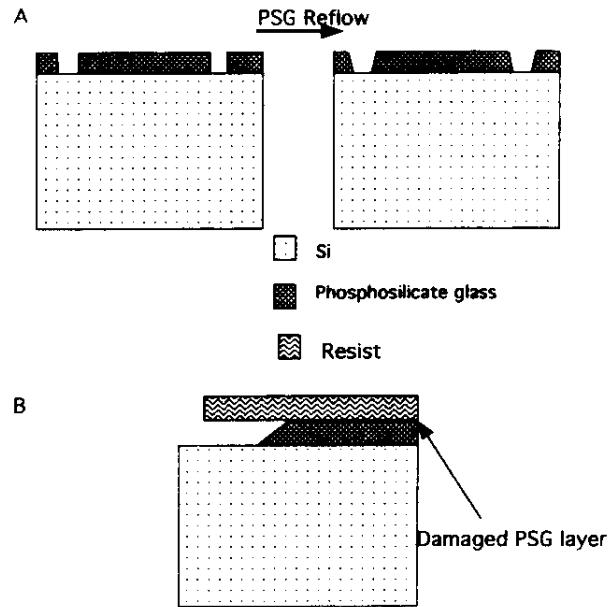 A
PSG Reflow
Si
Phosphosilicate glass
Resist
B
Damaged PSG layer